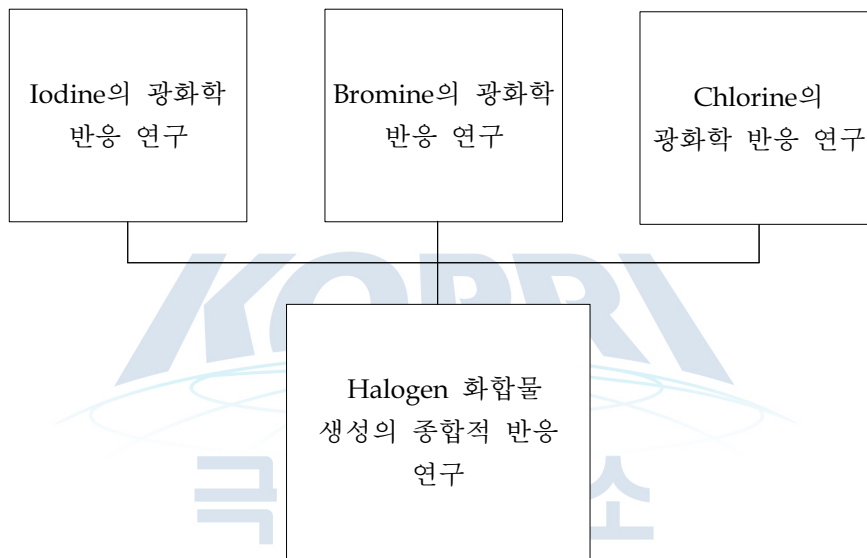 Iodine의 광화학
반응 연구
Bromine의 광화학
반응 연구
Chlorine의
광화학 반응 연구
KOPRI
Halogen 화합물
생성의 종합적 반응
연구
극
소